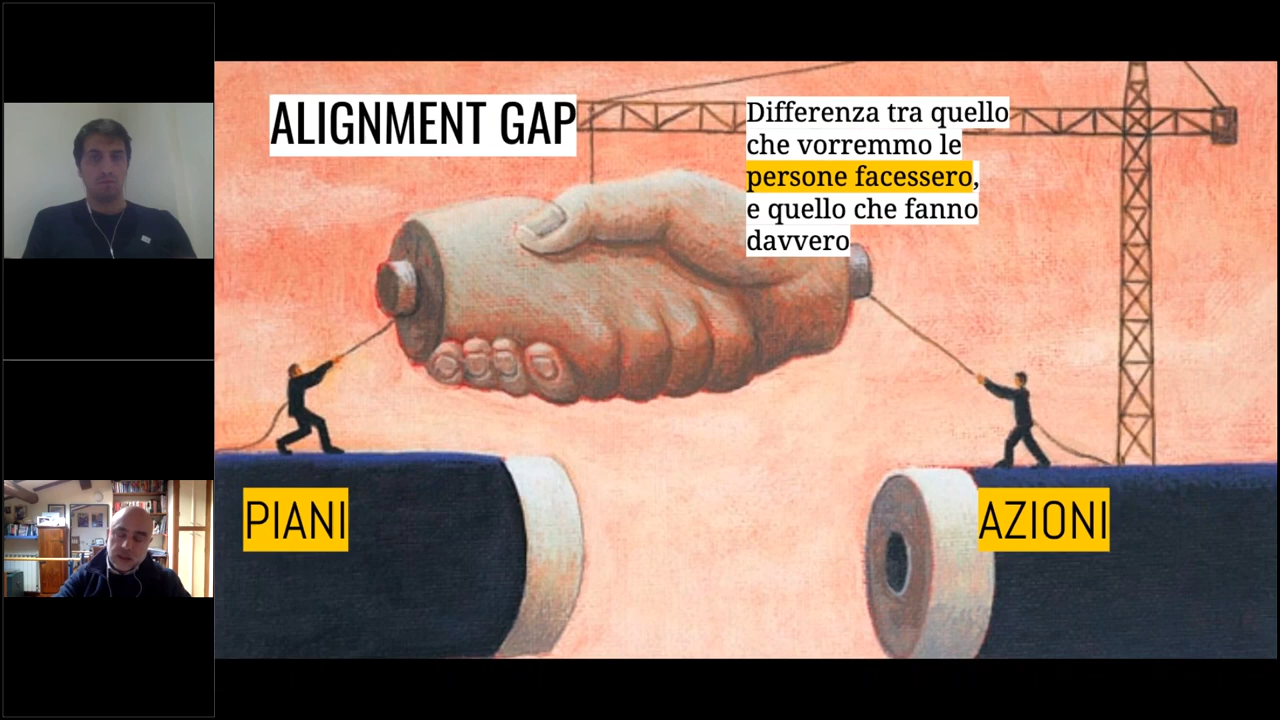 ALIGNMENT GAP
Differenza tra quello
che vorremmo le
persone facessero,
e quello che fanno
davvero
PIANI
AZIONI